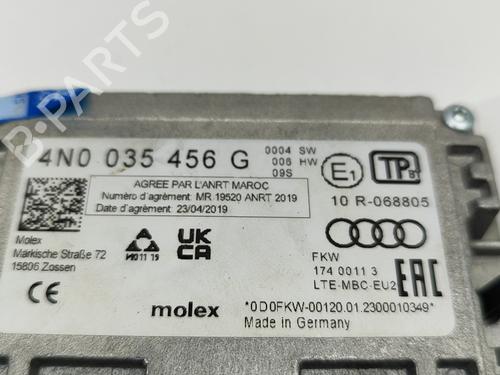 4N0 035 456 G
0004 SW
006 HW
09S
E1
TP
10 R-068805
AGREE PAR L'ANRT MAROC
Numéro d'agrément: MR 19520 ANRT 2019
Date d'agrément: 23/04/2019
Molex
Märkische Straße 72
15806 Zossen
UK
CA
FKW
174 0011 3
LTE-MBC-EU2
EAC
CE
molex
*0D0FKW-00120.01.2300010349*
Made in Germany
B-PARTS